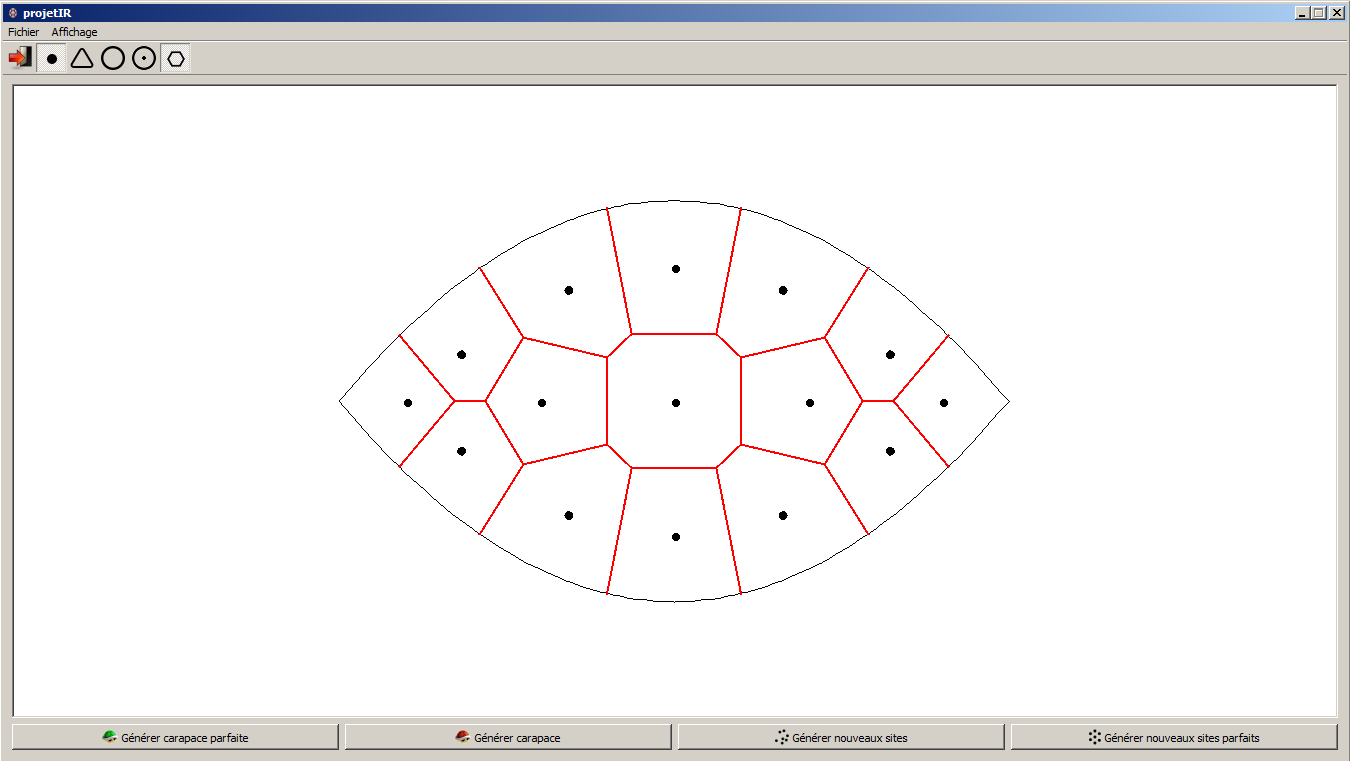 projetIR
Fichier Affichage
Générer carapace parfaite Générer carapace Générer nouveaux sites Générer nouveaux sites parfaits